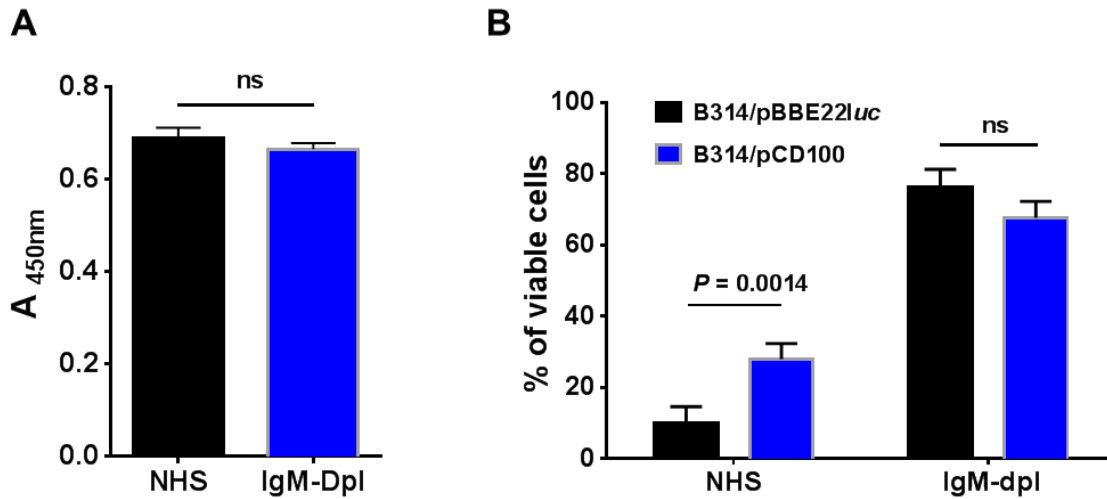 A
ns
0.8
0.6
0.4
0.2
0.0
A 450nm
NHS
IgM-Dpl
B
100
80
60
40
20
0
% of viable cells
B314/pBBE22luc
B314/pCD100
ns
P = 0.0014
NHS
IgM-dpl